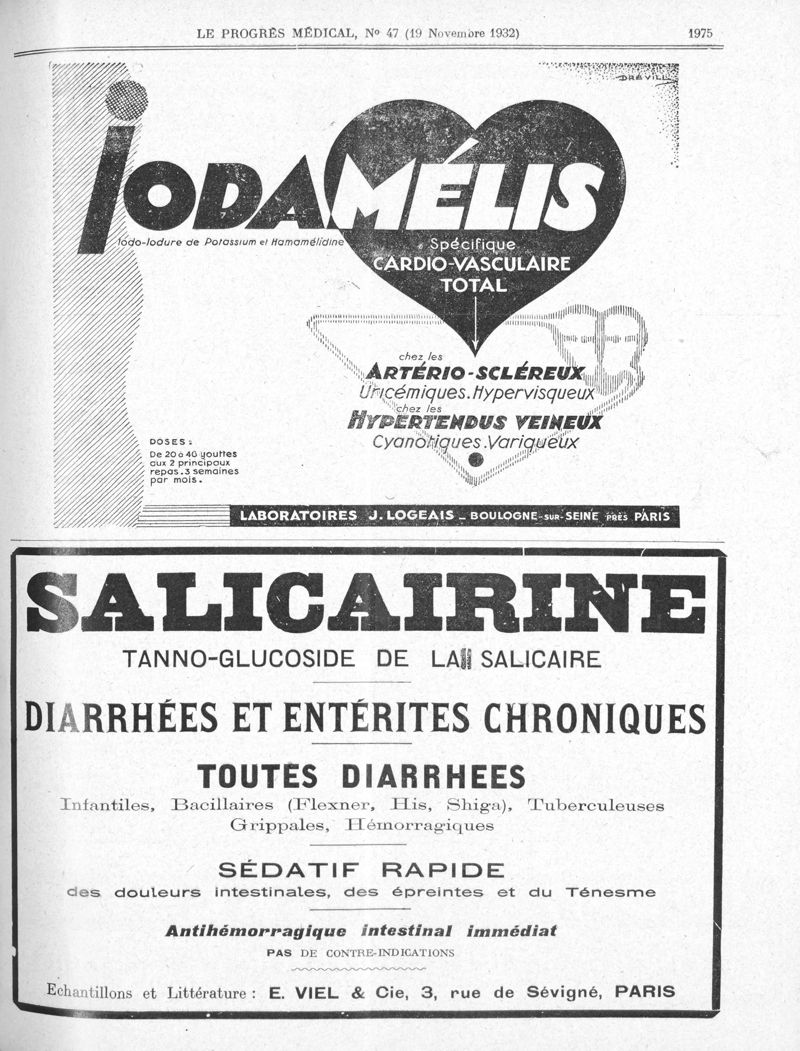 LE PROGRÈS MÉDICAL, N° 47 (19 Novembre 1932) 1975
DRÉVILL
IODAMÉLIS
Iodo-Iodure de Potassium et Hamamélidine
Spécifique
CARDIO-VASCULAIRE
TOTAL
chez les
ARTÉRIO-SCLÉREUX
Uricémiques.Hypervisqueux
chez les
HYPERTENDUS VEINEUX
Cyanotiques.Variqueux
DOSES:
De 20 à 40 gouttes
aux 2 principaux
repas. 3 semaines
par mois.
LABORATOIRES J. LOGEAIS - BOULOGNE-SUR-SEINE PRÈS PARIS
SALICAIRINE
TANNO-GLUCOSIDE DE LA SALICAIRE
DIARRHÉES ET ENTÉRITES CHRONIQUES
TOUTES DIARRHEES
Infantiles, Bacillaires (Flexner, His, Shiga), Tuberculeuses
Grippales, Hémorragiques
SÉDATIF RAPIDE
des douleurs intestinales, des épreintes et du Ténesme
Antihémorragique intestinal immédiat
PAS DE CONTRE-INDICATIONS
Echantillons et Littérature : E. VIEL & Cie, 3, rue de Sévigné, PARIS